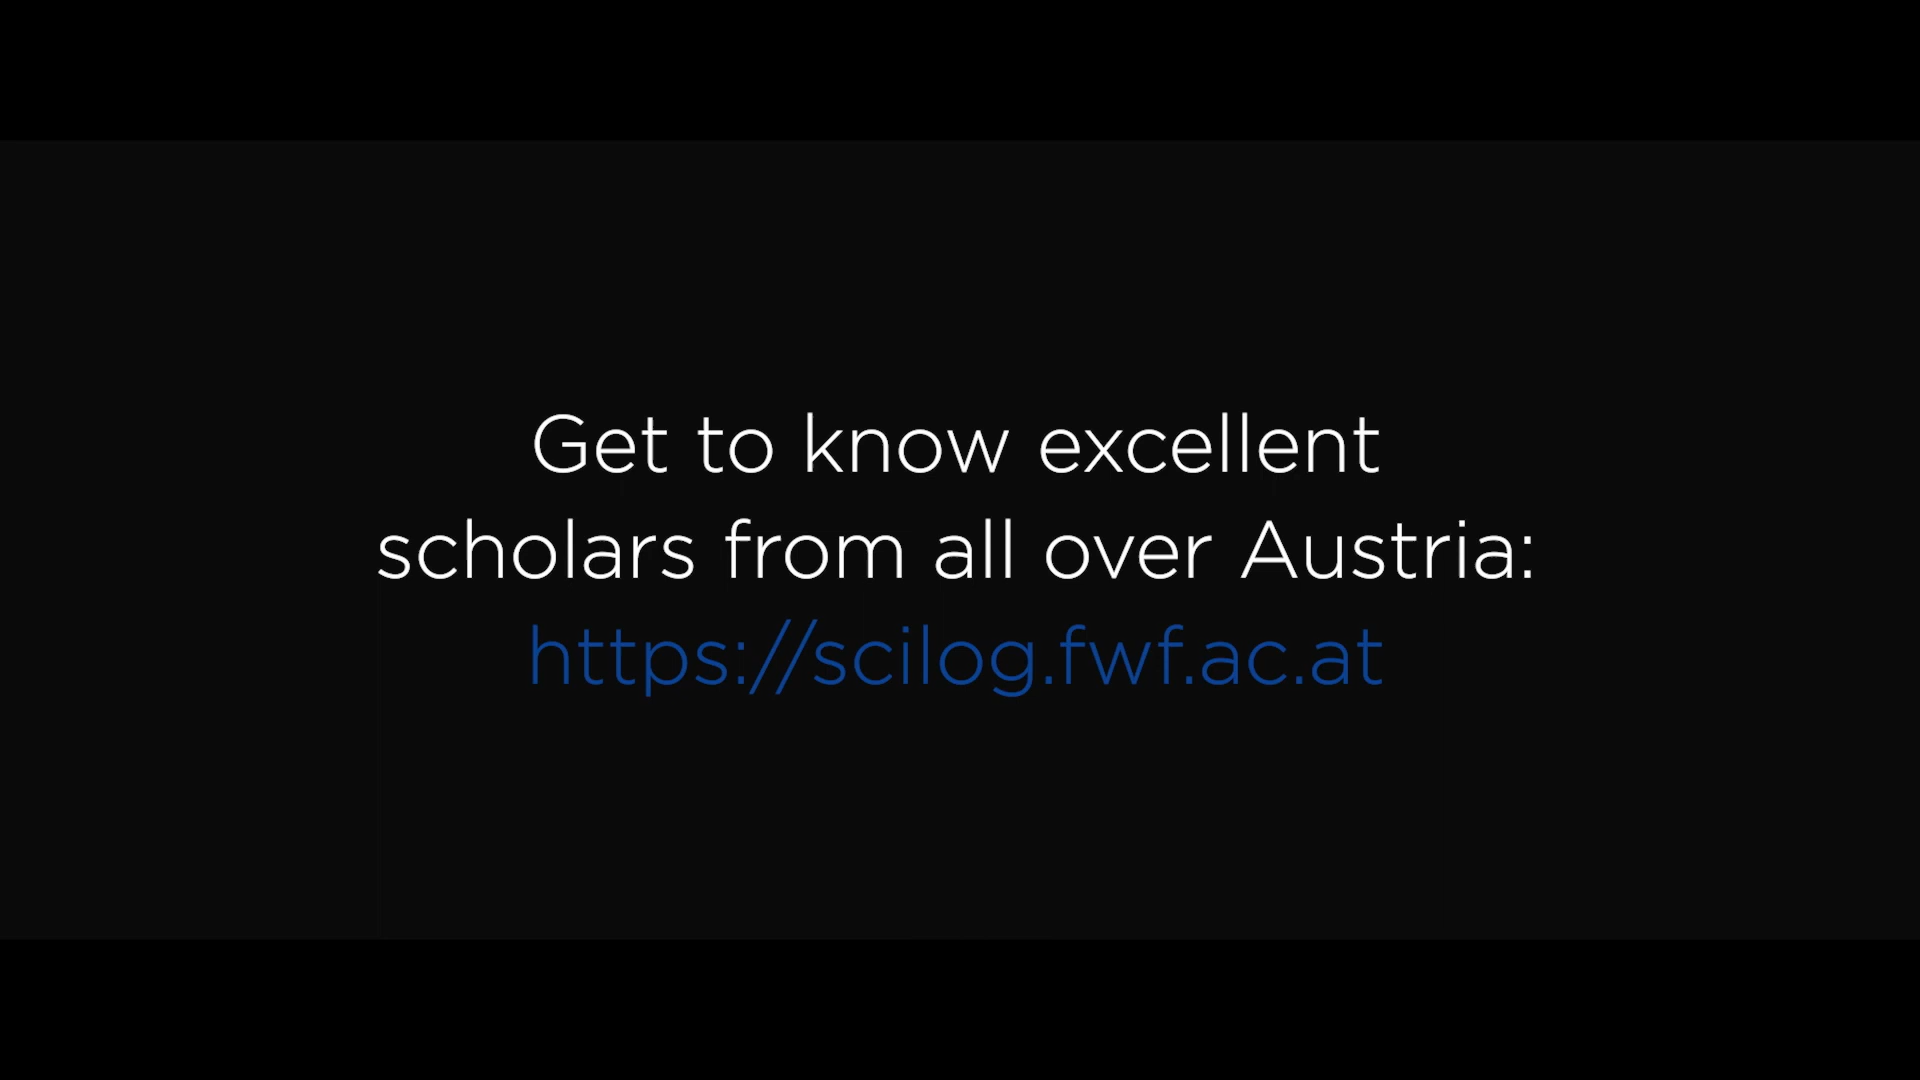 Get to know excellent
scholars from all over Austria:
https://scilog.fwf.ac.at